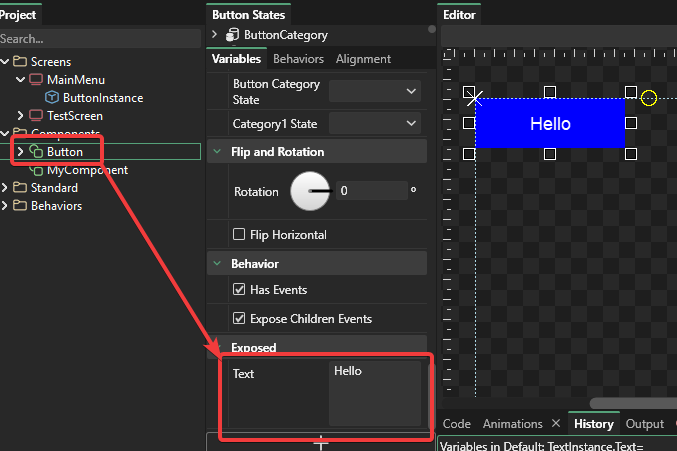 Project
Search...
Screens
MainMenu
ButtonInstance
TestScreen
Components
Button
MyComponent
Standard
Behaviors
Button States
ButtonCategory
Variables Behaviors Alignment
Button Category
State
Category1 State
Flip and Rotation
Rotation 0 °
Flip Horizontal
Behavior
Has Events
Expose Children Events
Exposed
Text Hello
Editor
Hello
Code Animations History Output
Variables in Default: TextInstance.Text=